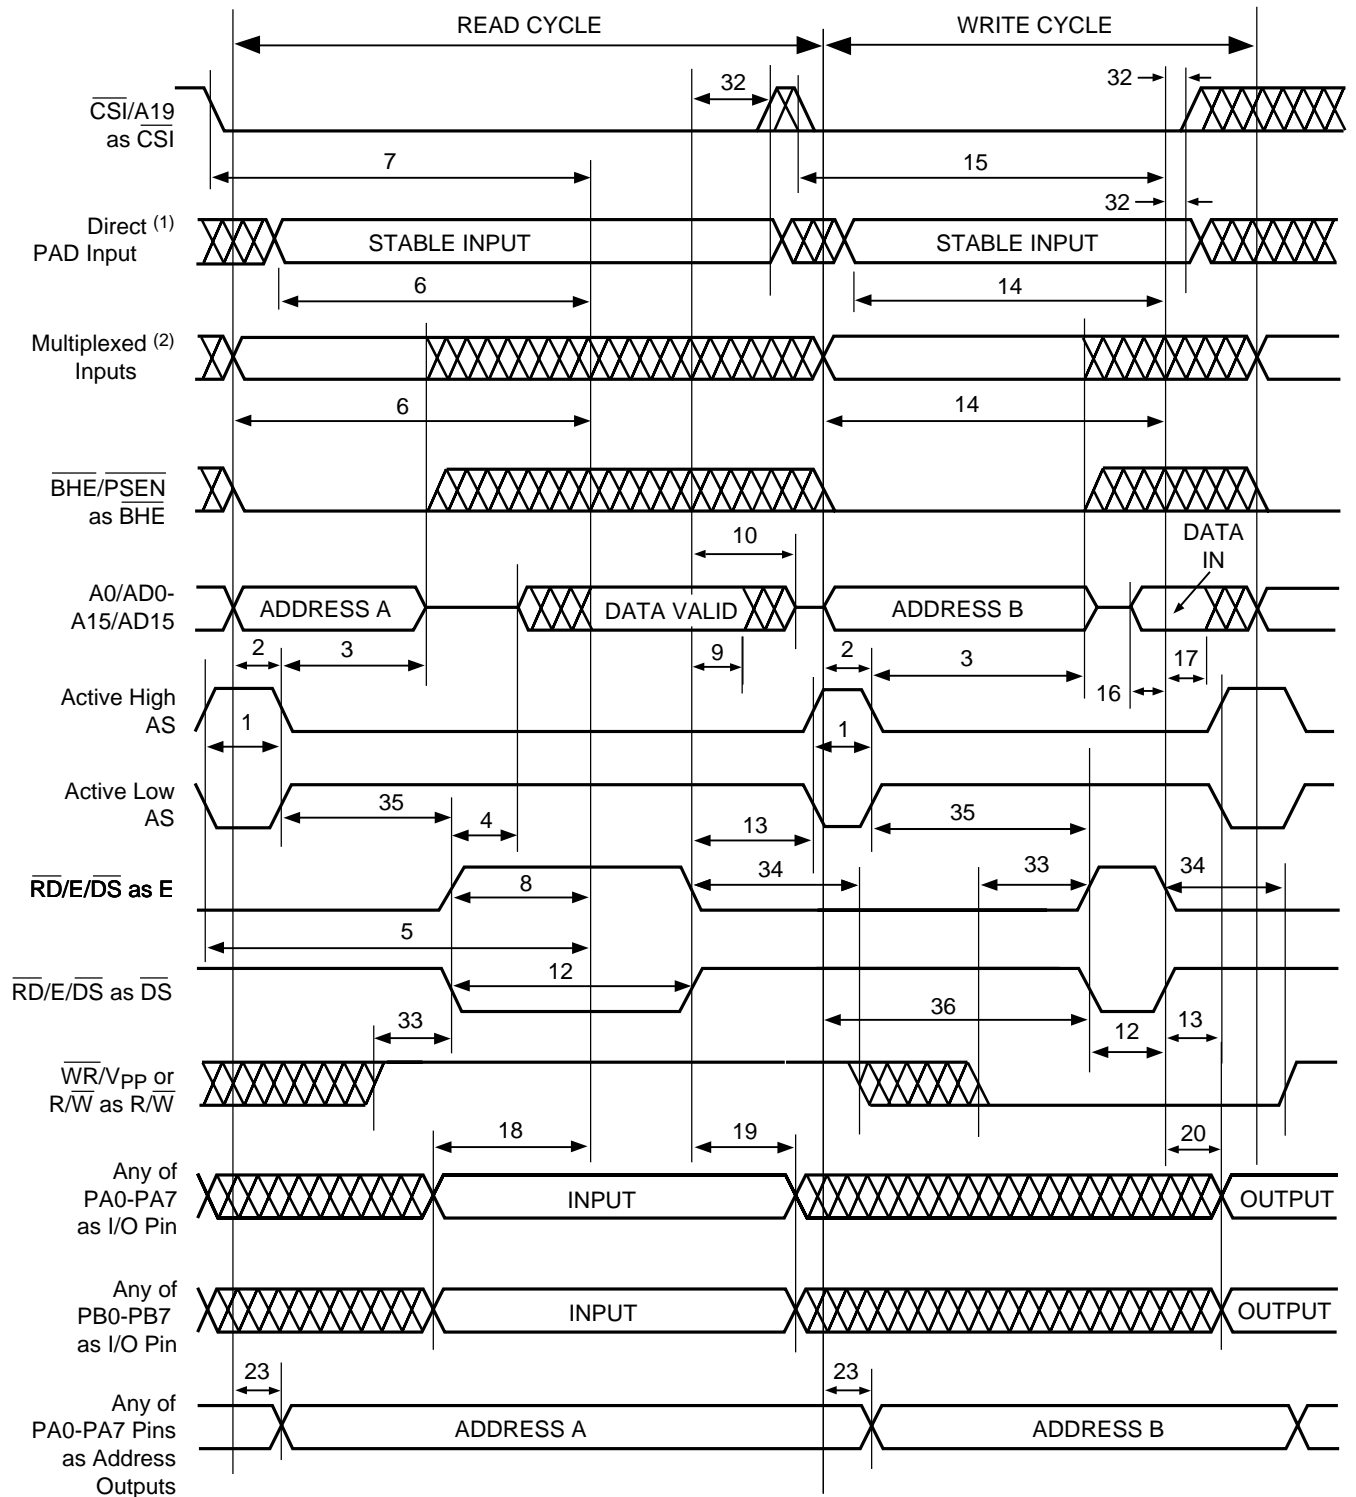 READ CYCLE
WRITE CYCLE
32
32
CSI/A19
as CSI
7
15
32
Direct (1)
PAD Input
STABLE INPUT
STABLE INPUT
6
14
Multiplexed (2)
Inputs
6
14
BHE/PSEN
as BHE
10
DATA
IN
A0/AD0-
A15/AD15
ADDRESS A
DATA VALID
ADDRESS B
2
3
9
2
3
17
16
Active High
AS
1
1
Active Low
AS
35
4
13
35
RD/E/DS as E
8
34
33
34
5
RD/E/DS as DS
12
36
33
12
13
WR/VPP or
R/W as R/W
18
19
20
Any of
PA0-PA7
as I/O Pin
INPUT
OUTPUT
Any of
PB0-PB7
as I/O Pin
INPUT
OUTPUT
23
23
Any of
PA0-PA7 Pins
as Address
Outputs
ADDRESS A
ADDRESS B